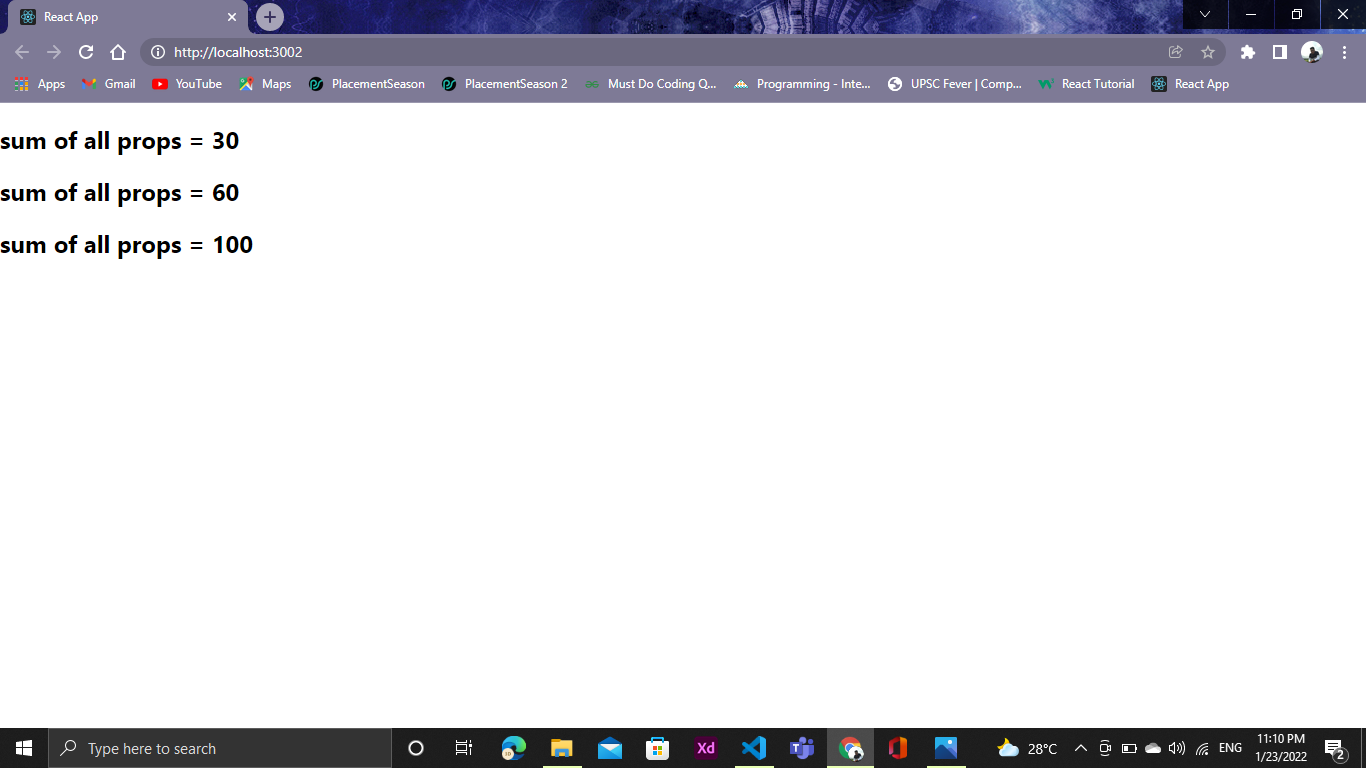 React App
http://localhost:3002
Apps Gmail YouTube Maps PlacementSeason PlacementSeason 2 Must Do Coding Q... Programming - Inte... UPSC Fever | Comp... React Tutorial React App
sum of all props = 30
sum of all props = 60
sum of all props = 100
Type here to search Xd 28°C ENG 11:10 PM
1/23/2022 2